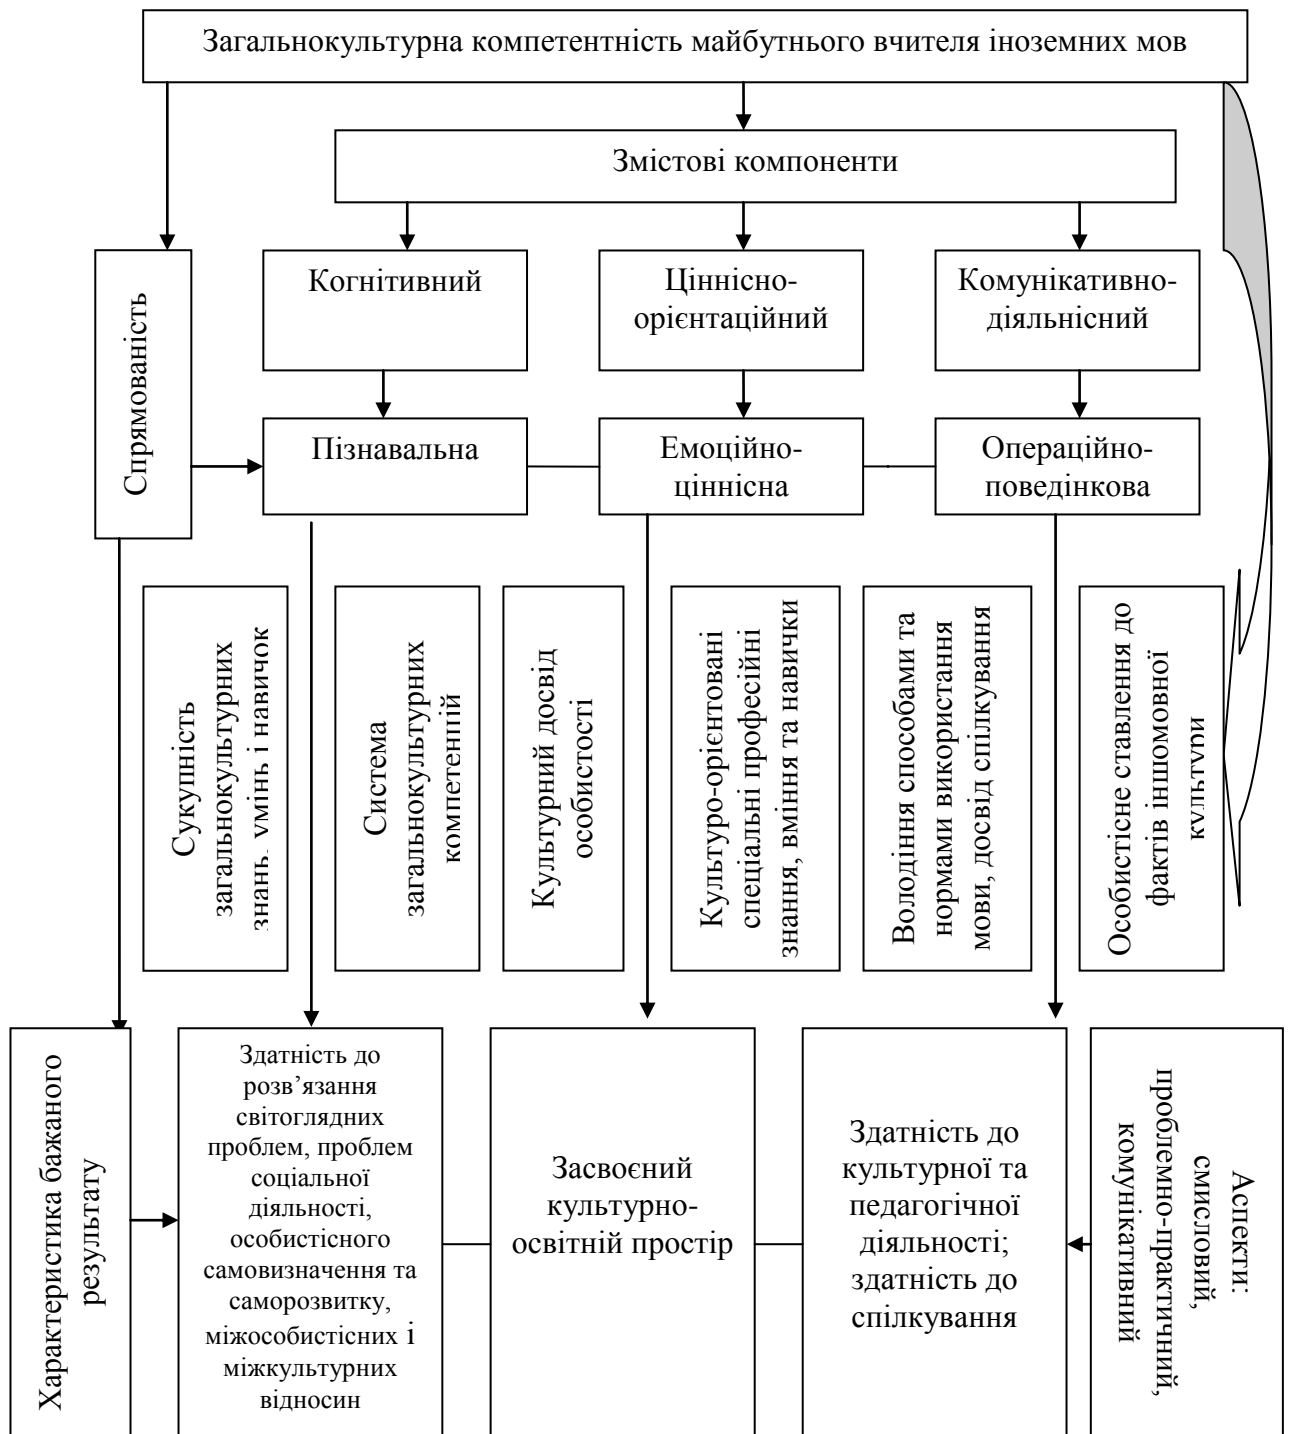 Загальнокультурна компетентність майбутнього вчителя іноземних мов
Змістові компоненти
Спрямованість
Когнітивний
Ціннісно-
орієнтаційний
Комунікативно-
діяльнісний
Пізнавальна
Емоційно-
ціннісна
Операційно-
поведінкова
Сукупність
загальнокультурних
знань, умінь і навичок
Система
загальнокультурних
компетенцій
Культурний досвід
особистості
Культуро-орієнтовані
спеціальні професійні
знання, вміння та навички
Володіння способами та
нормами використання
мови, досвід спілкування
Особистісне ставлення до
фактів іншомовної
культури
Характеристика бажаного
результату
Здатність до
розв’язання
світоглядних
проблем, проблем
соціальної
діяльності,
особистісного
самовизначення та
саморозвитку,
міжособистісних і
міжкультурних
відносин
Засвоєний
культурно-
освітній простір
Здатність до
культурної та
педагогічної
діяльності;
здатність до
спілкування
Аспекти:
смисловий,
проблемно-практичний,
комунікативний